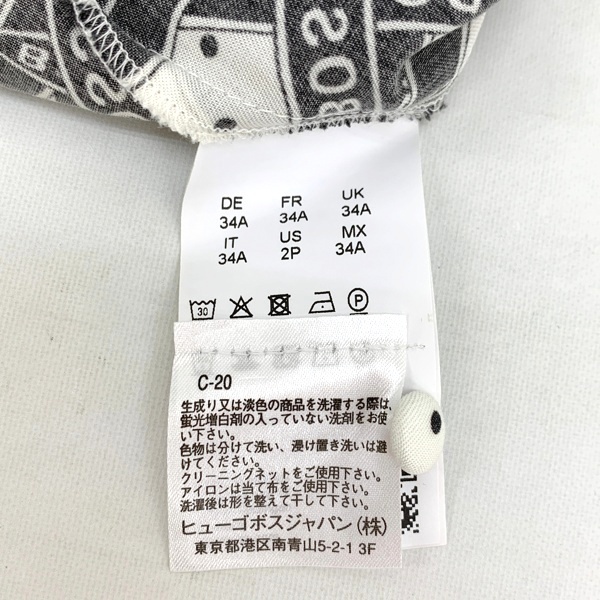 BOS
BOS
DE FR UK
34A 34A 34A
IT US MX
34A 2P 34A
30 P
C-20
生成り又は淡色の商品を洗濯する際は、
蛍光増白剤の入っていない洗剤をお使
い下さい。
色物は分けて洗い、浸け置き洗いは避
けてください。
クリーニングネットをご使用下さい。
アイロンは当て布をご使用下さい。
洗濯後は形を整えて干して下さい。
ヒューゴボスジャパン(株)
東京都港区南青山5-2-1 3F